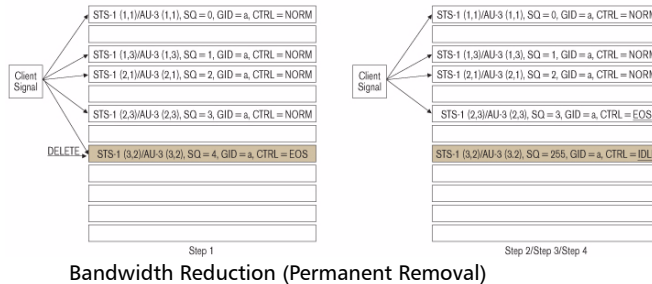 STS-1 (1,1)/AU-3 (1,1), SQ = 0, GID = a, CTRL = NORM
STS-1 (1,3)/AU-3 (1,3), SQ = 1, GID = a, CTRL = NORM
Client
Signal
STS-1 (2,1)/AU-3 (2,1), SQ = 2, GID = a, CTRL = NORM
STS-1 (2,3)/AU-3 (2,3), SQ = 3, GID = a, CTRL = NORM
DELETE
STS-1 (3,2)/AU-3 (3,2), SQ = 4, GID = a, CTRL = EOS
Step 1
STS-1 (1,1)/AU-3 (1,1), SQ = 0, GID = a, CTRL = NORM
STS-1 (1,3)/AU-3 (1,3), SQ = 1, GID = a, CTRL = NORM
Client
Signal
STS-1 (2,1)/AU-3 (2,1), SQ = 2, GID = a, CTRL = NORM
STS-1 (2,3)/AU-3 (2,3), SQ = 3, GID = a, CTRL = EOS
STS-1 (3,2)/AU-3 (3.2), SQ = 255, GID = a, CTRL = IDL
Step 2/Step 3/Step 4
Bandwidth Reduction (Permanent Removal)